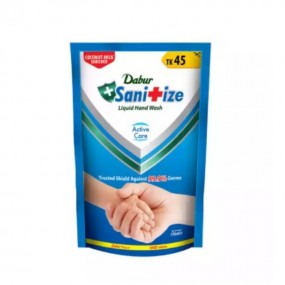 COCONUT MILK
ENRICHED
TK 45
Dabur
Sanitize
Liquid Hand Wash
Active
Care
Trusted Shield Against 99.9% Germs